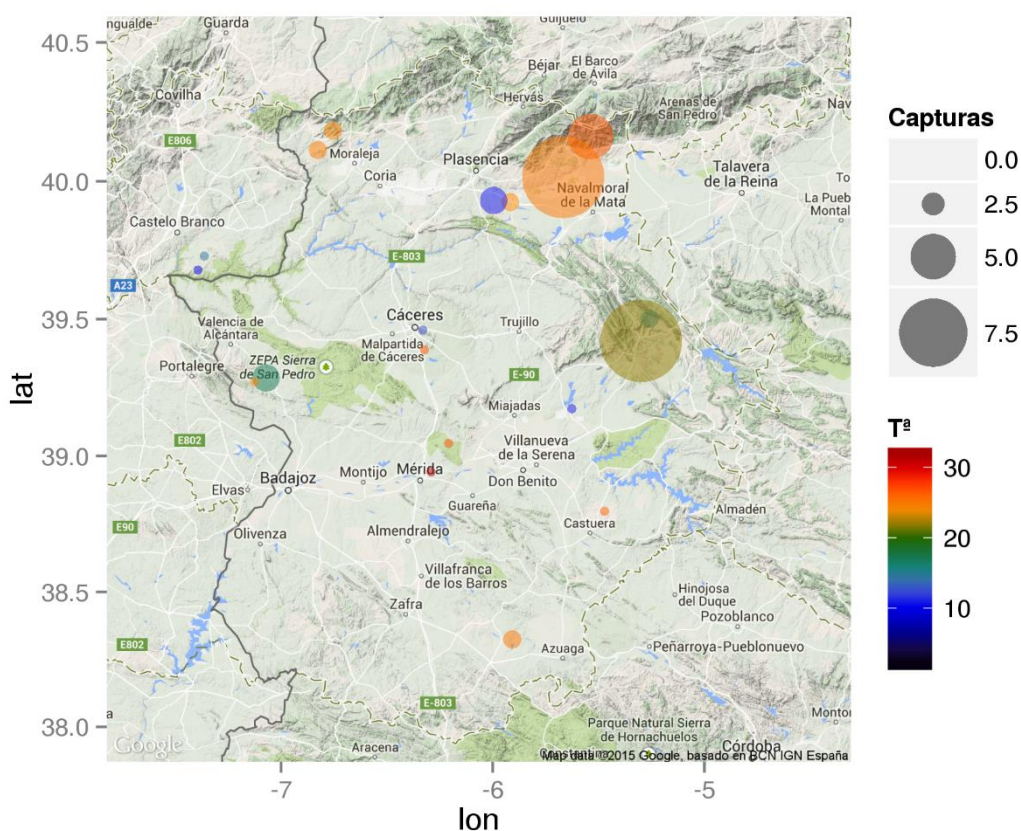 40.5
40.0
39.5
39.0
38.5
38.0
lat
-7
-6
-5
lon
Guarda
Guijuelo
Béjar
El Barco
de Ávila
Covilha
Hervás
Arenas de
San Pedro
E806
Moraleja
Plasencia
Coria
Navalmoral
de la Mata
Talavera
de la Reina
La Pueb
Montal
Castelo Branco
E-803
A23
Valencia de
Alcántara
Cáceres
Malpartida
de Cáceres
Trujillo
ZEPA Sierra
de San Pedro
Portalegre
E-90
Miajadas
E802
Villanueva
de la Serena
Don Benito
Badajoz
Montijo
Mérida
Elvas
Guareña
E90
Olivenza
Almendralejo
Castuera
Almadén
Villafranca
de los Barros
Hinojosa
del Duque
Pozoblanco
Zafra
E802
Azuaga
Peñarroya-Pueblonuevo
E-803
Parque Natural Sierra
de Hornachuelos
Montor
Aracena
Constantina
Córdoba
Google
Map data ©2015 Google, basado en BCN IGN España
Capturas
0.0
2.5
5.0
7.5
Tª
30
20
10